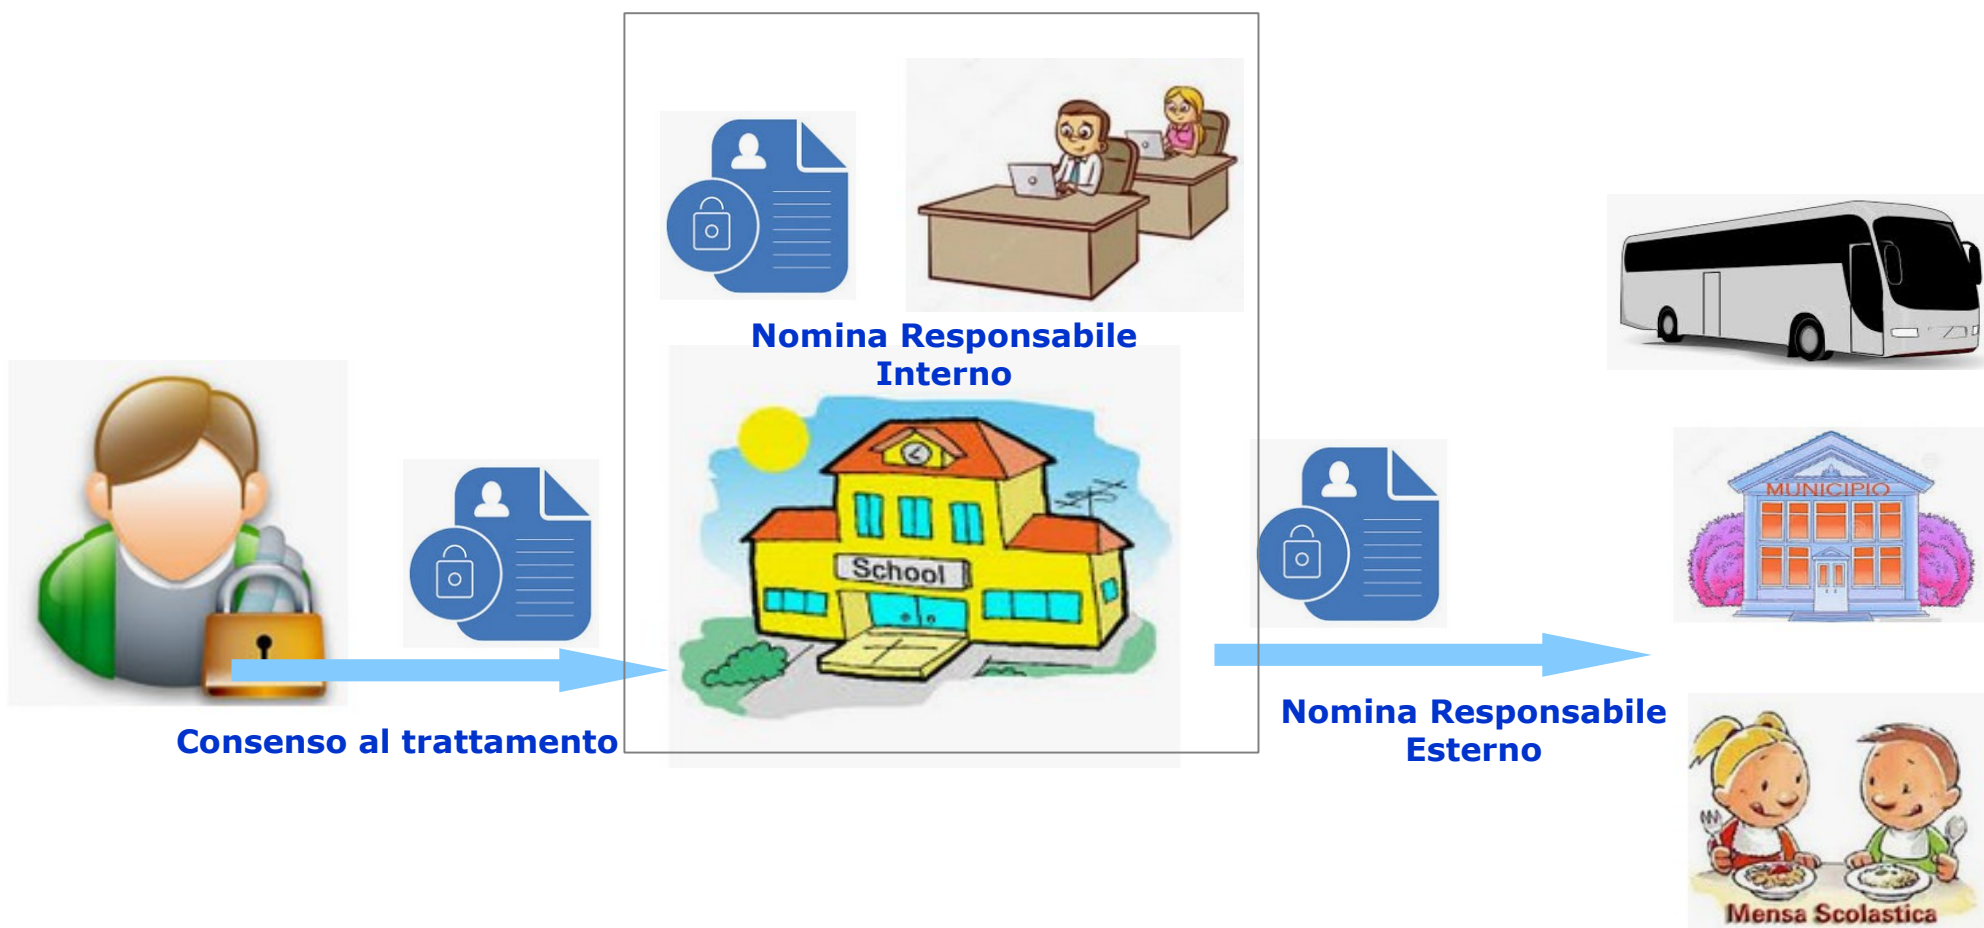 Nomina Responsabile
Interno
School
Consenso al trattamento
MUNICIPIO
Nomina Responsabile
Esterno
Mensa Scolastica